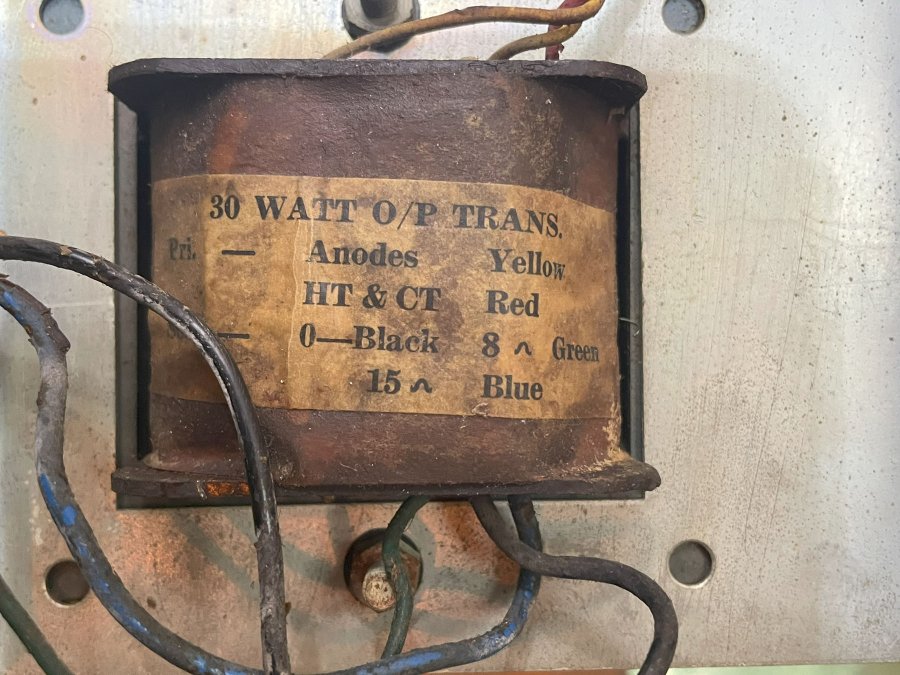 30 WATT O/P TRANS.
Pri. — Anodes Yellow
HT & CT Red
— 0—Black 8 ~ Green
15 ~ Blue